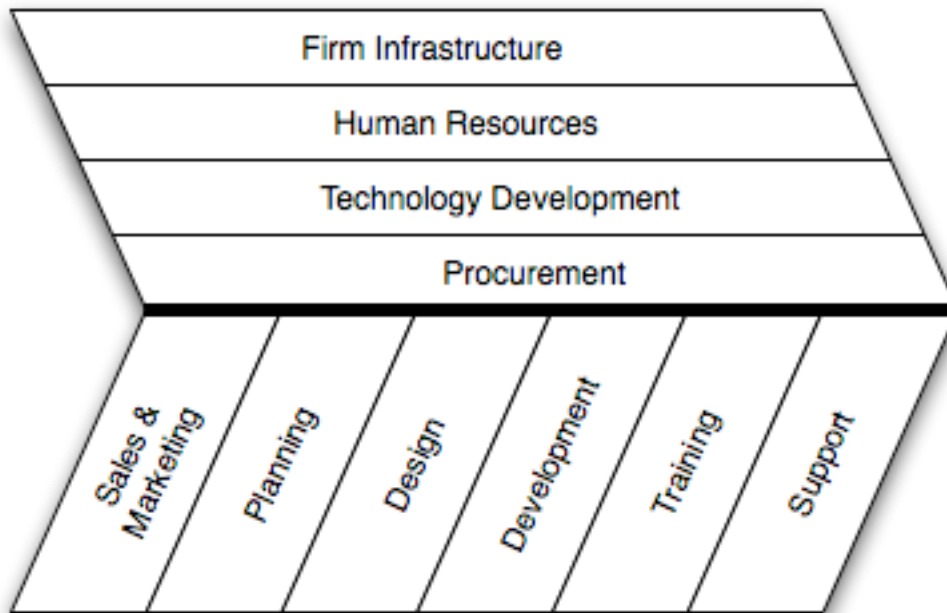 Firm Infrastructure
Human Resources
Technology Development
Procurement
Sales &
Marketing
Planning
Design
Development
Training
Support